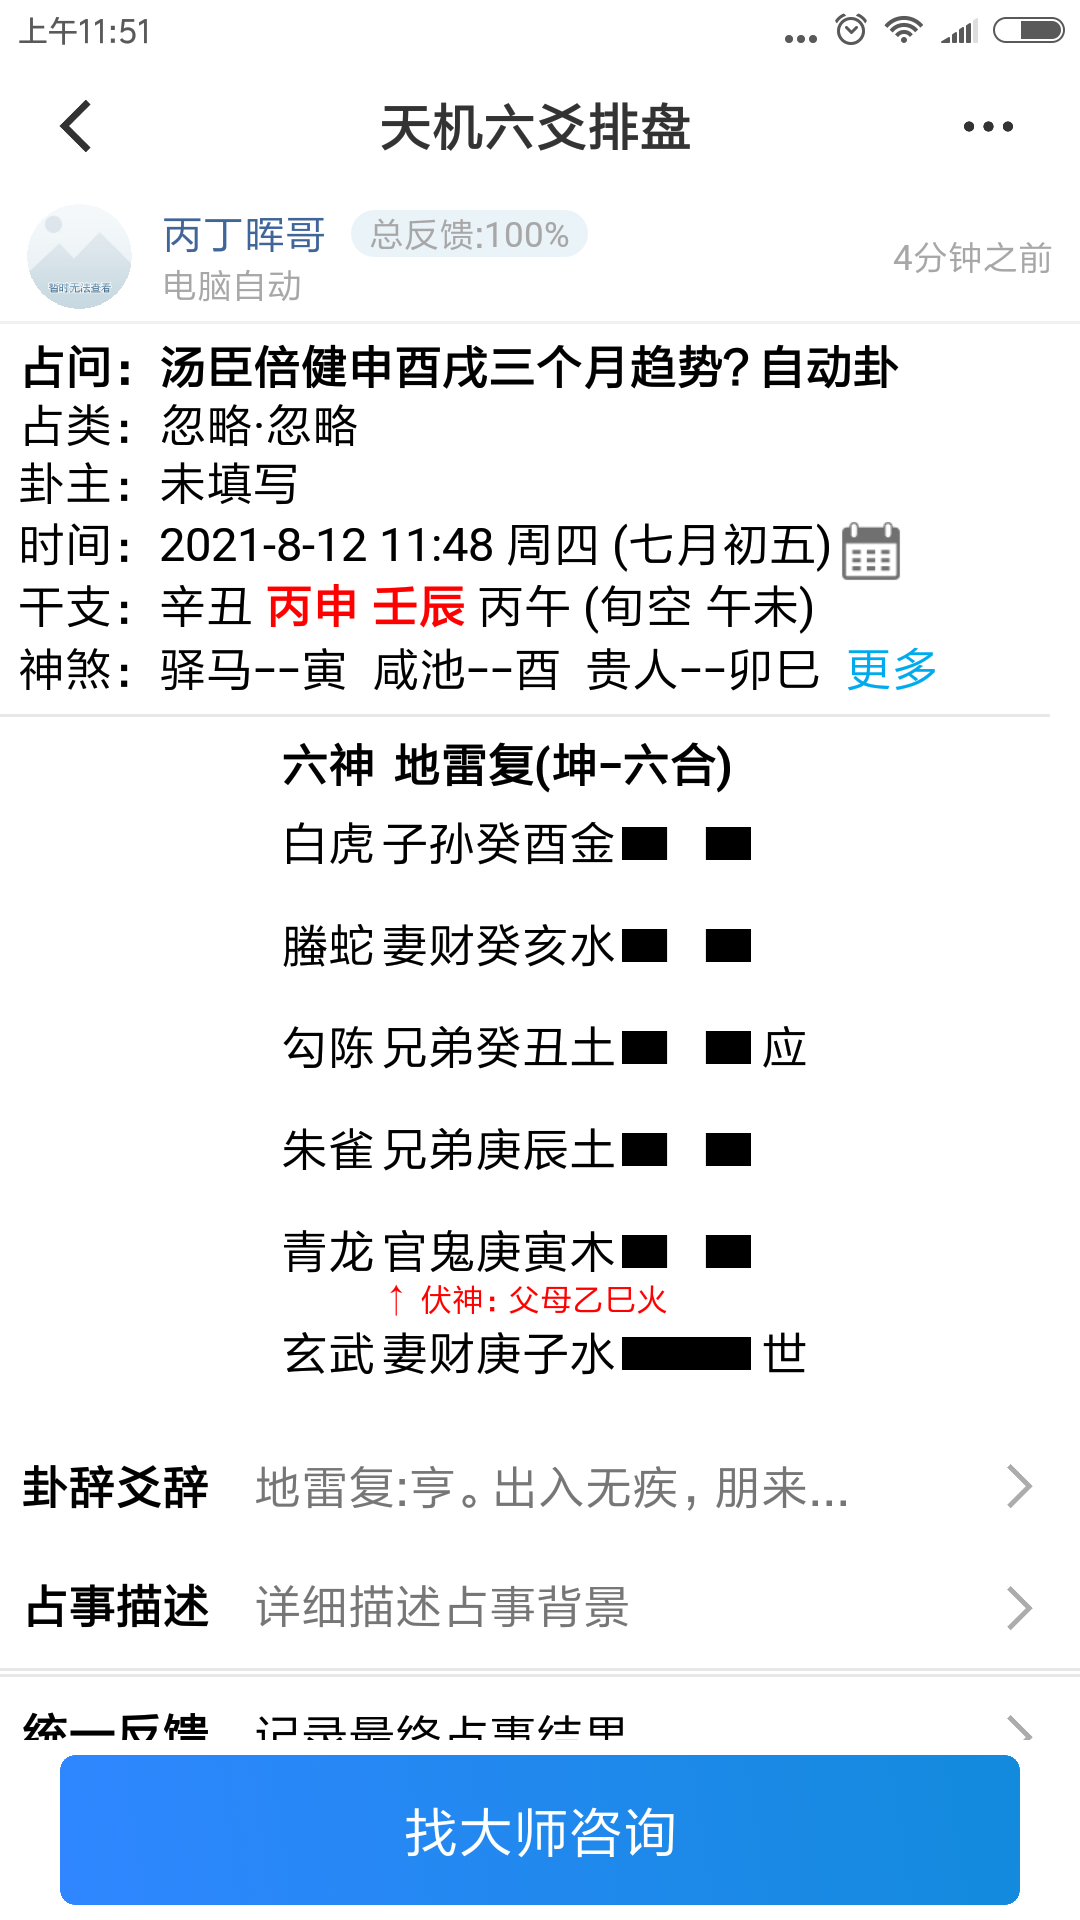 上午11:51
天机六爻排盘
丙丁晖哥 总反馈:100%
电脑自动
4分钟之前
暂时无法查看
占问：汤臣倍健申酉戌三个月趋势？自动卦
占类：忽略·忽略
卦主：未填写
时间：2021-8-12 11:48 周四 (七月初五)
干支：辛丑 丙申 壬辰 丙午 (旬空 午未)
神煞：驿马--寅 咸池--酉 贵人--卯巳 更多
六神 地雷复(坤-六合)
白虎 子孙癸酉金
螣蛇 妻财癸亥水
勾陈 兄弟癸丑土 应
朱雀 兄弟庚辰土
青龙 官鬼庚寅木
↑ 伏神：父母乙巳火
玄武 妻财庚子水 世
卦辞爻辞 地雷复:亨。出入无疾，朋来...
占事描述 详细描述占事背景
统一反馈 记录最终占事结果
找大师咨询